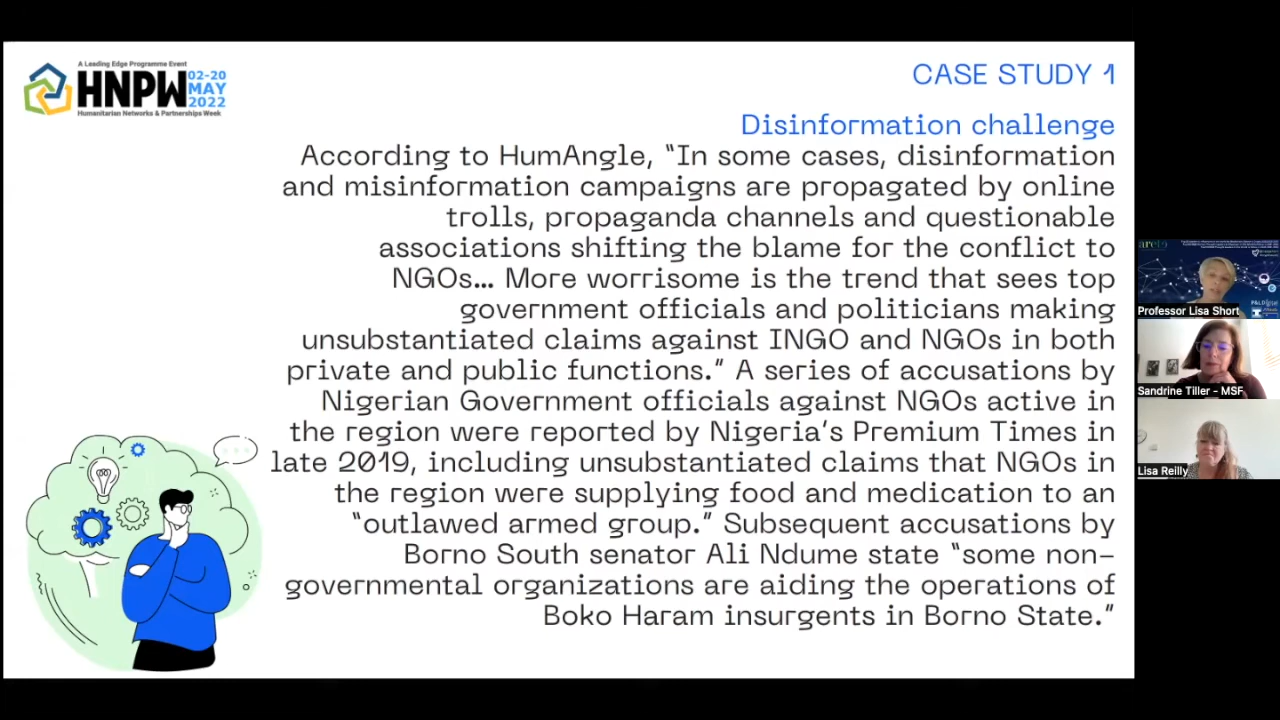 A Leading Edge Programme Event
HNPW
02-20
MAY
2022
Humanitarian Networks & Partnerships Week
CASE STUDY 1
Disinformation challenge
According to HumAngle, “In some cases, disinformation
and misinformation campaigns are propagated by online
trolls, propaganda channels and questionable
associations shifting the blame for the conflict to
NGOs... More worrisome is the trend that sees top
government officials and politicians making
unsubstantiated claims against INGO and NGOs in both
private and public functions.” A series of accusations by
Nigerian Government officials against NGOs active in
the region were reported by Nigeria’s Premium Times in
late 2019, including unsubstantiated claims that NGOs in
the region were supplying food and medication to an
“outlawed armed group.” Subsequent accusations by
Borno South senator Ali Ndume state “some non-
governmental organizations are aiding the operations of
Boko Haram insurgents in Borno State.”
Professor Lisa Short
Sandrine Tiller - MSF
Lisa Reilly